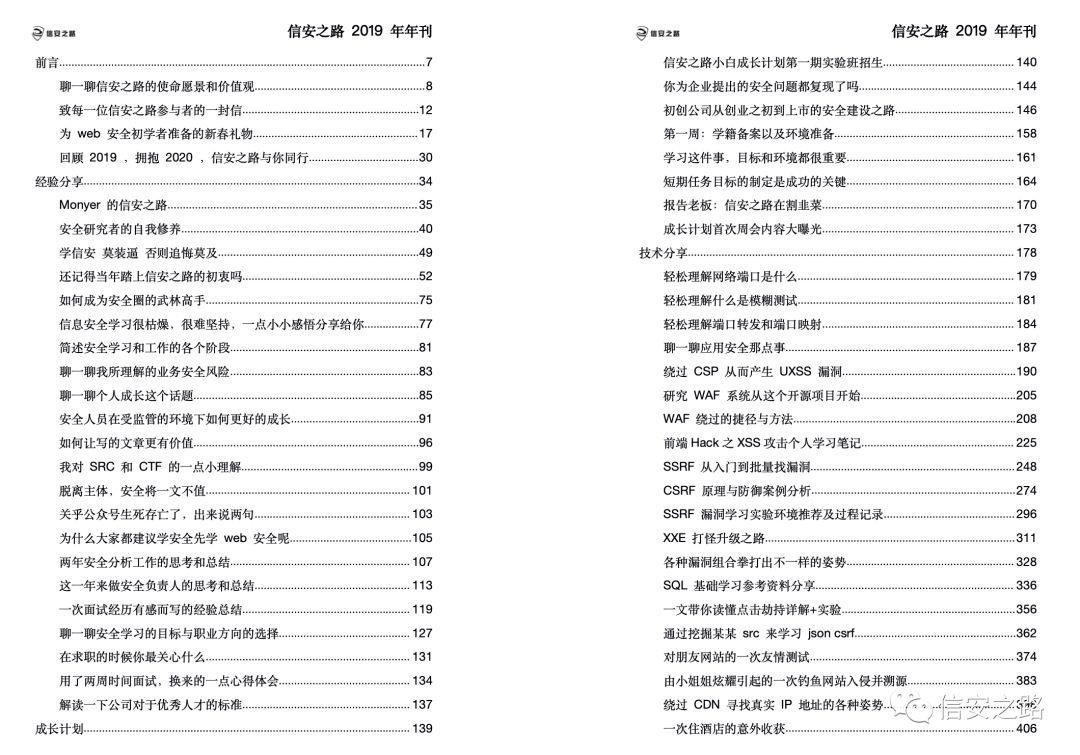 信安之路
信安之路 2019 年年刊
前言 7
聊一聊信安之路的使命愿景和价值观 8
致每一位信安之路参与者的一封信 12
为 web 安全初学者准备的新春礼物 17
回顾 2019 ，拥抱 2020 ，信安之路与你同行 30
经验分享 34
Monyer 的信安之路 35
安全研究者的自我修养 40
学信安 莫装逼 否则追悔莫及 49
还记得当年踏上信安之路的初衷吗 52
如何成为安全圈的武林高手 75
信息安全学习很枯燥，很难坚持，一点小小感悟分享给你 77
简述安全学习和工作的各个阶段 81
聊一聊我所理解的业务安全风险 83
聊一聊个人成长这个话题 85
安全人员在受监管的环境下如何更好的成长 91
如何让写的文章更有价值 96
我对 SRC 和 CTF 的一点小理解 99
脱离主体，安全将一文不值 101
关乎公众号生死存亡了，出来说两句 103
为什么大家都建议学安全先学 web 安全呢 105
两年安全分析工作的思考和总结 107
这一年来做安全负责人的思考和总结 113
一次面试经历有感而写的经验总结 119
聊一聊安全学习的目标与职业方向的选择 127
在求职的时候你最关心什么 131
用了两周时间面试，换来的一点心得体会 134
解读一下公司对于优秀人才的标准 137
成长计划 139
信安之路
信安之路 2019 年年刊
信安之路小白成长计划第一期实验班招生 140
你为企业提出的安全问题都复现了吗 144
初创公司从创业之初到上市的安全建设之路 146
第一周：学籍备案以及环境准备 158
学习这件事，目标和环境都很重要 161
短期任务目标的制定是成功的关键 164
报告老板：信安之路在割韭菜 170
成长计划首次周会内容大曝光 173
技术分享 178
轻松理解网络端口是什么 179
轻松理解什么是模糊测试 181
轻松理解端口转发和端口映射 184
聊一聊应用安全那点事 187
绕过 CSP 从而产生 UXSS 漏洞 190
研究 WAF 系统从这个开源项目开始 205
WAF 绕过的捷径与方法 208
前端 Hack 之 XSS 攻击个人学习笔记 225
SSRF 从入门到批量找漏洞 248
CSRF 原理与防御案例分析 274
SSRF 漏洞学习实验环境推荐及过程记录 296
XXE 打怪升级之路 311
各种漏洞组合拳打出不一样的姿势 328
SQL 基础学习参考资料分享 336
一文带你读懂点击劫持详解+实验 356
通过挖掘某某 src 来学习 json csrf 362
对朋友网站的一次友情测试 374
由小姐姐炫耀引起的一次钓鱼网站入侵并溯源 383
绕过 CDN 寻找真实 IP 地址的各种姿势
一次住酒店的意外收获 406
信安之路